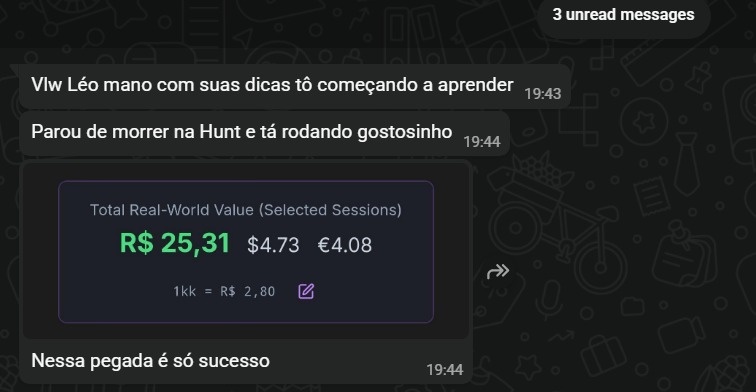 3 unread messages
Vlw Léo mano com suas dicas tô começando a aprender 19:43
Parou de morrer na Hunt e tá rodando gostosinho 19:44
Total Real-World Value (Selected Sessions)
R$ 25,31 $4.73 €4.08
1kk = R$ 2,80
Nessa pegada é só sucesso 19:44